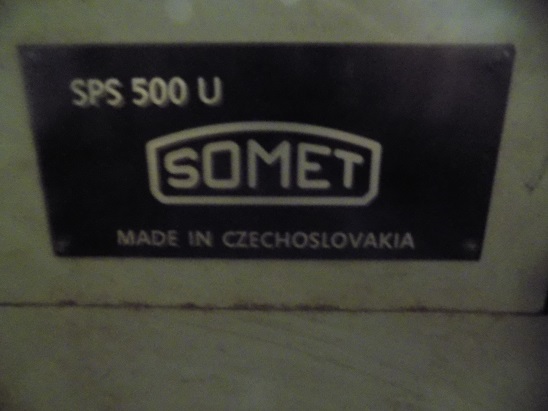 SPS 500 U
SOMET
MADE IN CZECHOSLOVAKIA